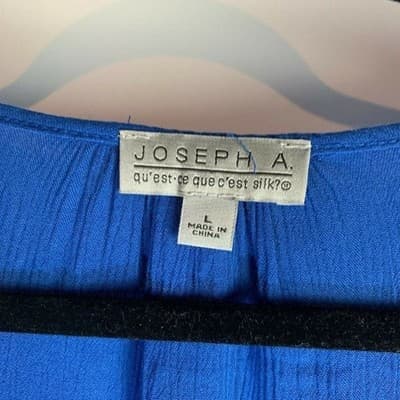 JOSEPH A.
qu'est-ce que c'est silk?®
L
MADE IN
CHINA